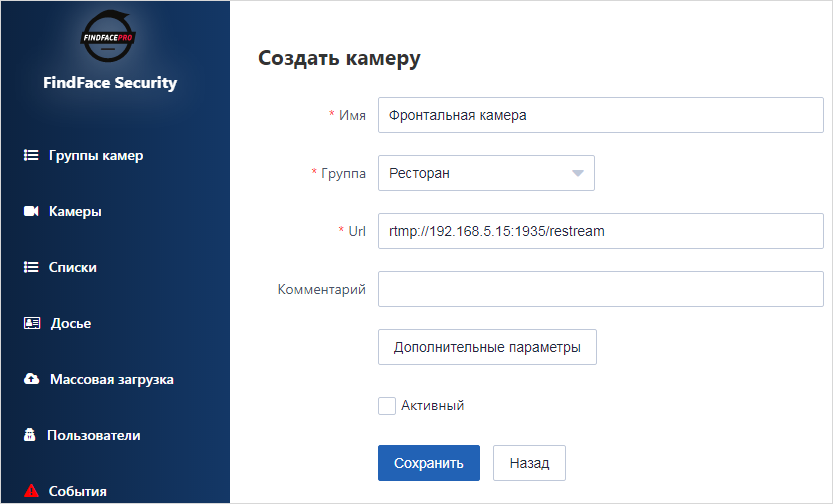 FINDFACEPRO
FindFace Security
Группы камер
Камеры
Списки
Досье
Массовая загрузка
Пользователи
События
Создать камеру
* Имя
Фронтальная камера
* Группа
Ресторан
* Url
rtmp://192.168.5.15:1935/restream
Комментарий
Дополнительные параметры
Активный
Сохранить
Назад